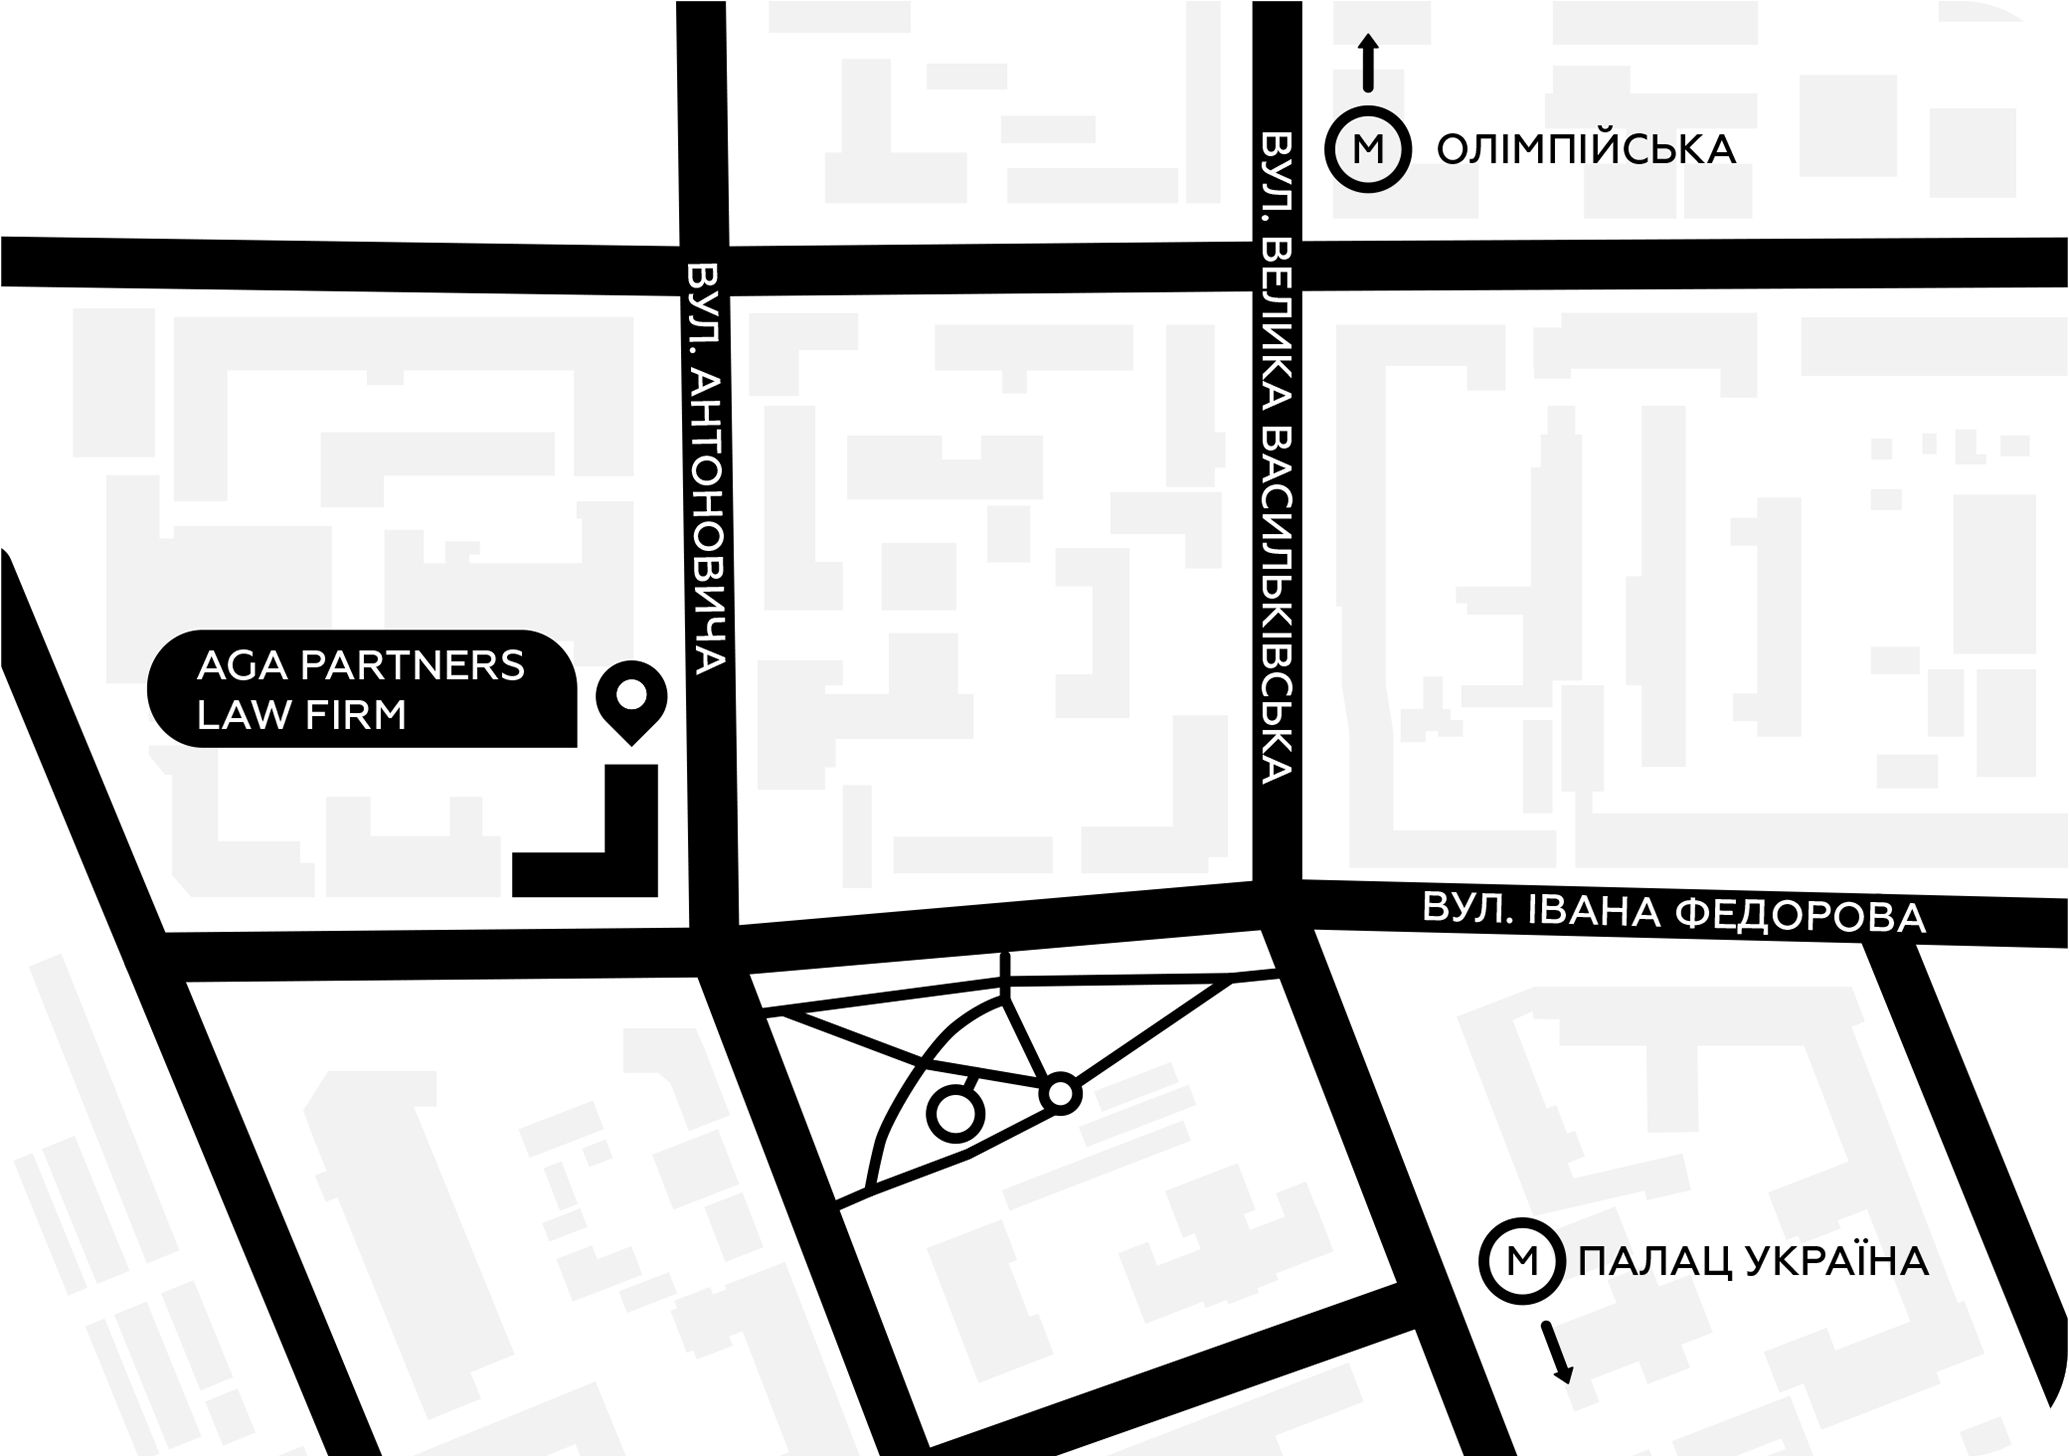 М ОЛІМПІЙСЬКА
ВУЛ. ВЕЛИКА ВАСИЛЬКІВСЬКА
ВУЛ. АНТОНОВИЧА
AGA PARTNERS
LAW FIRM
ВУЛ. ІВАНА ФЕДОРОВА
М ПАЛАЦ УКРАЇНА